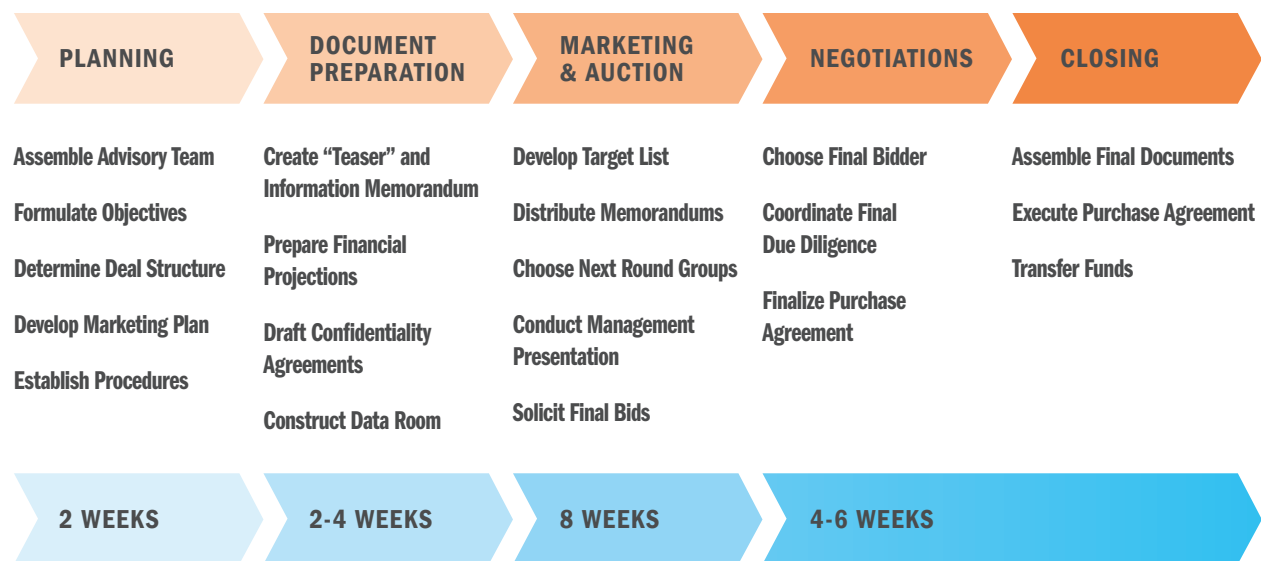 PLANNING
DOCUMENT
PREPARATION
MARKETING
& AUCTION
NEGOTIATIONS
CLOSING
Assemble Advisory Team
Formulate Objectives
Determine Deal Structure
Develop Marketing Plan
Establish Procedures
Create “Teaser” and
Information Memorandum
Prepare Financial
Projections
Draft Confidentiality
Agreements
Construct Data Room
Develop Target List
Distribute Memorandums
Choose Next Round Groups
Conduct Management
Presentation
Solicit Final Bids
Choose Final Bidder
Coordinate Final
Due Diligence
Finalize Purchase
Agreement
Assemble Final Documents
Execute Purchase Agreement
Transfer Funds
2 WEEKS
2-4 WEEKS
8 WEEKS
4-6 WEEKS